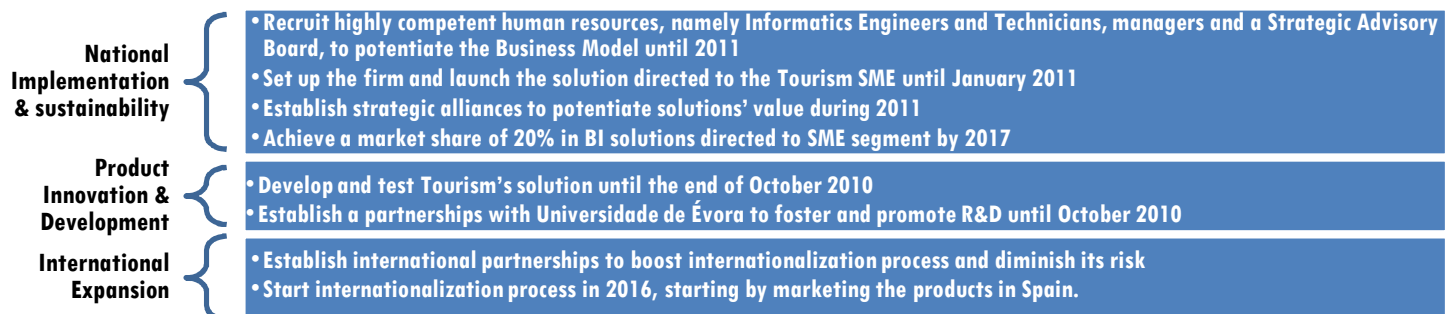 National
Implementation
& sustainability
• Recruit highly competent human resources, namely Informatics Engineers and Technicians, managers and a Strategic Advisory
Board, to potentiate the Business Model until 2011
• Set up the firm and launch the solution directed to the Tourism SME until January 2011
• Establish strategic alliances to potentiate solutions' value during 2011
• Achieve a market share of 20% in BI solutions directed to SME segment by 2017
Product
Innovation &
Development
• Develop and test Tourism's solution until the end of October 2010
• Establish a partnerships with Universidade de Évora to foster and promote R&D until October 2010
International
Expansion
• Establish international partnerships to boost internationalization process and diminish its risk
• Start internationalization process in 2016, starting by marketing the products in Spain.